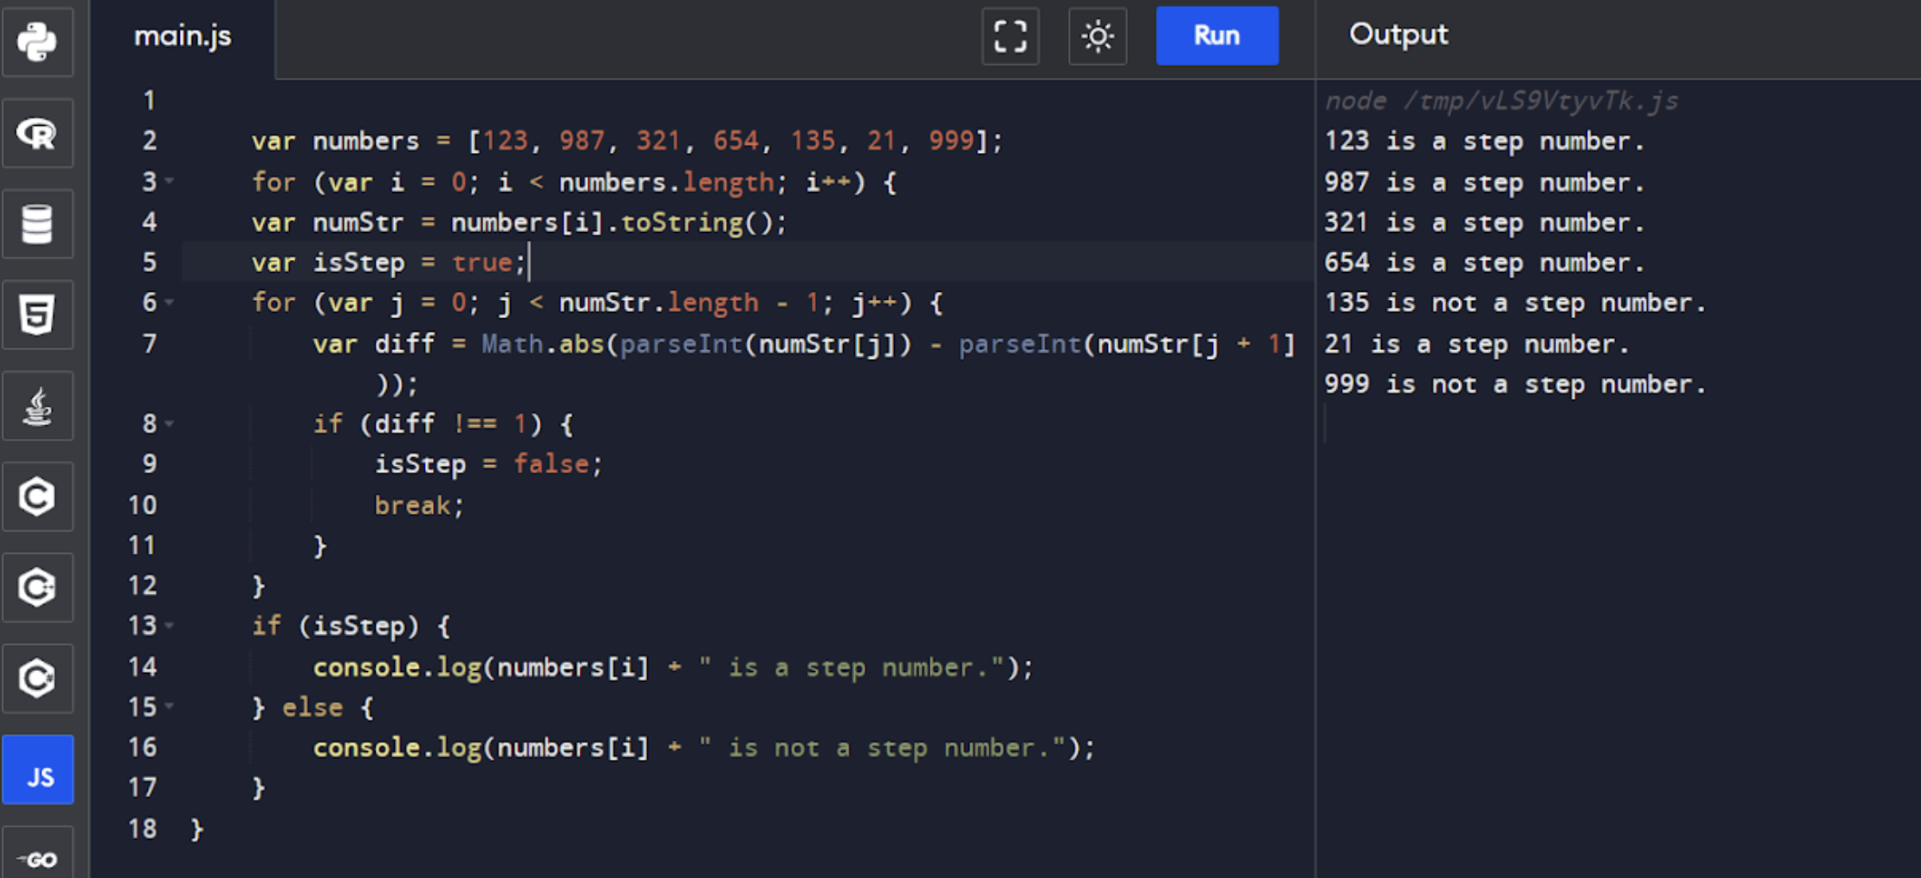 main.js
Run
Output
1
2 var numbers = [123, 987, 321, 654, 135, 21, 999];
3 for (var i = 0; i < numbers.length; i++) {
4 var numStr = numbers[i].toString();
5 var isStep = true;
6 for (var j = 0; j < numStr.length - 1; j++) {
7 var diff = Math.abs(parseInt(numStr[j]) - parseInt(numStr[j + 1]
));
8 if (diff !== 1) {
9 isStep = false;
10 break;
11 }
12 }
13 if (isStep) {
14 console.log(numbers[i] + " is a step number.");
15 } else {
16 console.log(numbers[i] + " is not a step number.");
17 }
18 }
node /tmp/vLS9VtyvTk.js
123 is a step number.
987 is a step number.
321 is a step number.
654 is a step number.
135 is not a step number.
21 is a step number.
999 is not a step number.
R
5
C
C+
C
JS
GO